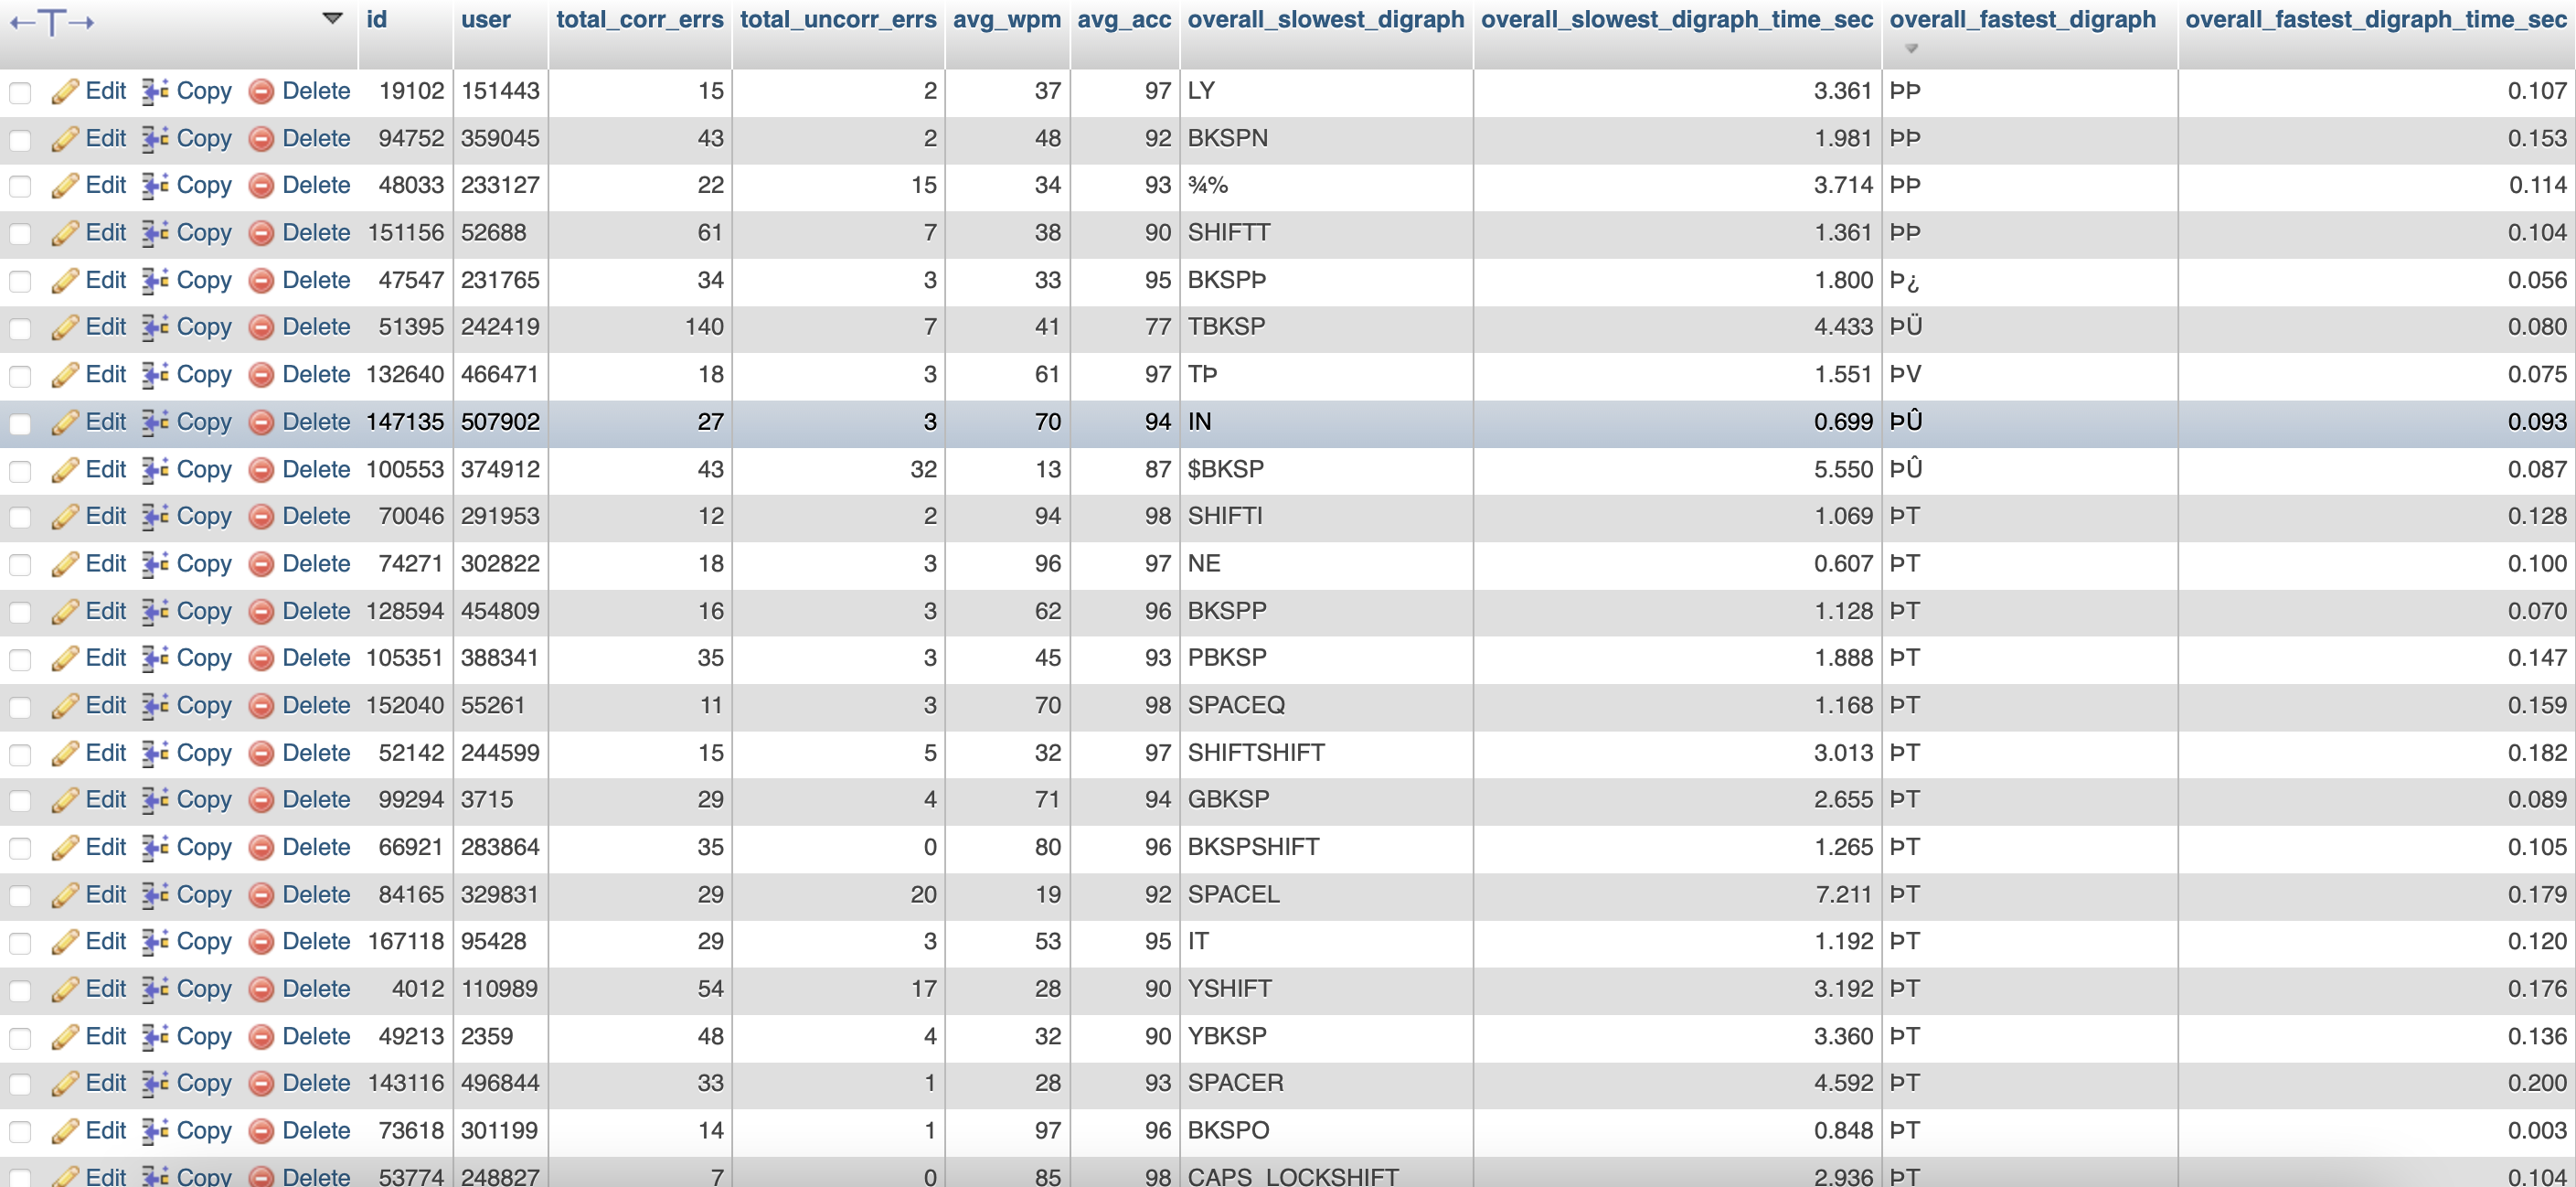 ←T→ id user total_corr_errs total_uncorr_errs avg_wpm avg_acc overall_slowest_digraph overall_slowest_digraph_time_sec overall_fastest_digraph overall_fastest_digraph_time_sec
Edit Copy Delete 19102 151443 15 2 37 97 LY 3.361 ÞÞ 0.107
Edit Copy Delete 94752 359045 43 2 48 92 BKSPN 1.981 ÞÞ 0.153
Edit Copy Delete 48033 233127 22 15 34 93 ¾% 3.714 ÞÞ 0.114
Edit Copy Delete 151156 52688 61 7 38 90 SHIFTT 1.361 ÞÞ 0.104
Edit Copy Delete 47547 231765 34 3 33 95 BKSPÞ 1.800 Þ¿ 0.056
Edit Copy Delete 51395 242419 140 7 41 77 TBKSP 4.433 ÞÜ 0.080
Edit Copy Delete 132640 466471 18 3 61 97 TÞ 1.551 ÞV 0.075
Edit Copy Delete 147135 507902 27 3 70 94 IN 0.699 ÞÛ 0.093
Edit Copy Delete 100553 374912 43 32 13 87 $BKSP 5.550 ÞÛ 0.087
Edit Copy Delete 70046 291953 12 2 94 98 SHIFTI 1.069 ÞT 0.128
Edit Copy Delete 74271 302822 18 3 96 97 NE 0.607 ÞT 0.100
Edit Copy Delete 128594 454809 16 3 62 96 BKSPP 1.128 ÞT 0.070
Edit Copy Delete 105351 388341 35 3 45 93 PBKSP 1.888 ÞT 0.147
Edit Copy Delete 152040 55261 11 3 70 98 SPACEQ 1.168 ÞT 0.159
Edit Copy Delete 52142 244599 15 5 32 97 SHIFTSHIFT 3.013 ÞT 0.182
Edit Copy Delete 99294 3715 29 4 71 94 GBKSP 2.655 ÞT 0.089
Edit Copy Delete 66921 283864 35 0 80 96 BKSPSHIFT 1.265 ÞT 0.105
Edit Copy Delete 84165 329831 29 20 19 92 SPACEL 7.211 ÞT 0.179
Edit Copy Delete 167118 95428 29 3 53 95 IT 1.192 ÞT 0.120
Edit Copy Delete 4012 110989 54 17 28 90 YSHIFT 3.192 ÞT 0.176
Edit Copy Delete 49213 2359 48 4 32 90 YBKSP 3.360 ÞT 0.136
Edit Copy Delete 143116 496844 33 1 28 93 SPACER 4.592 ÞT 0.200
Edit Copy Delete 73618 301199 14 1 97 96 BKSPO 0.848 ÞT 0.003
Edit Copy Delete 53774 248827 7 0 85 98 CAPS_LOCKSHIFT 2.936 ÞT 0.104